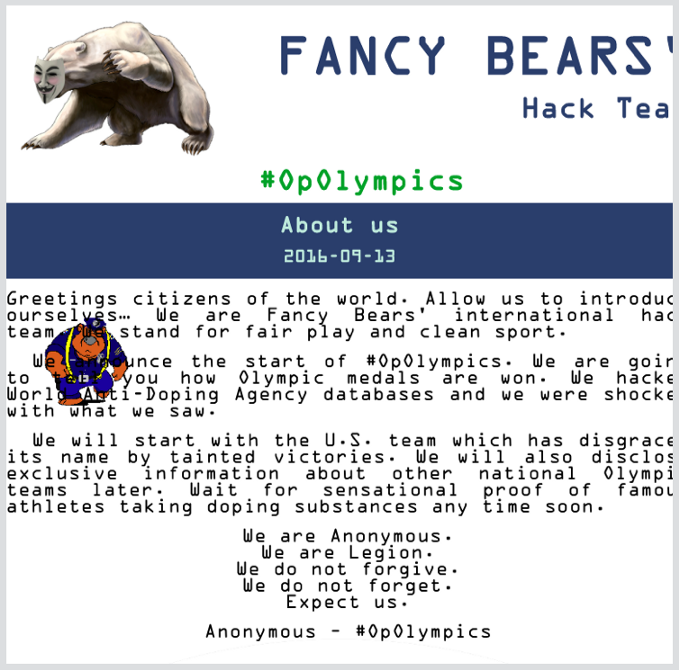 FANCY BEARS'
Hack Tea
#OpOlympics
About us
2016-09-13
Greetings citizens of the world. Allow us to introduc
ourselves… We are Fancy Bears' international hac
team. We stand for fair play and clean sport.
We announce the start of #OpOlympics. We are goin
to tell you how Olympic medals are won. We hacke
World Anti-Doping Agency databases and we were shocke
with what we saw.
We will start with the U.S. team which has disgrace
its name by tainted victories. We will also disclos
exclusive information about other national Olympi
teams later. Wait for sensational proof of famou
athletes taking doping substances any time soon.
We are Anonymous.
We are Legion.
We do not forgive.
We do not forget.
Expect us.
Anonymous - #OpOlympics